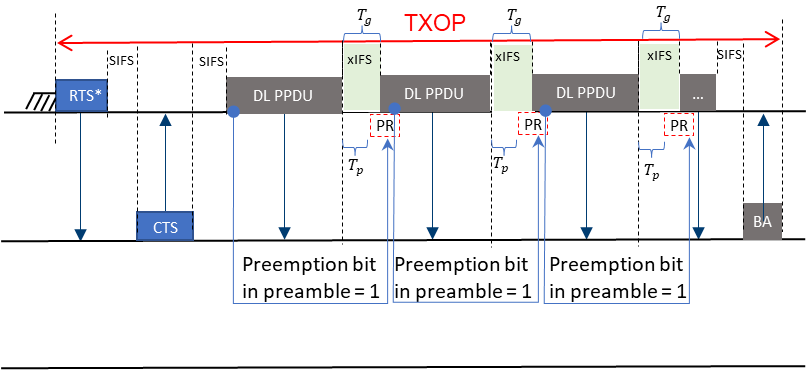 TXOP
Tg Tg Tg
SIFS SIFS xIFS xIFS xIFS SIFS
RTS* DL PPDU DL PPDU DL PPDU ...
PR PR PR
Tp Tp Tp
CTS BA
Preemption bit
in preamble = 1
Preemption bit
in preamble = 1
Preemption bit
in preamble = 1